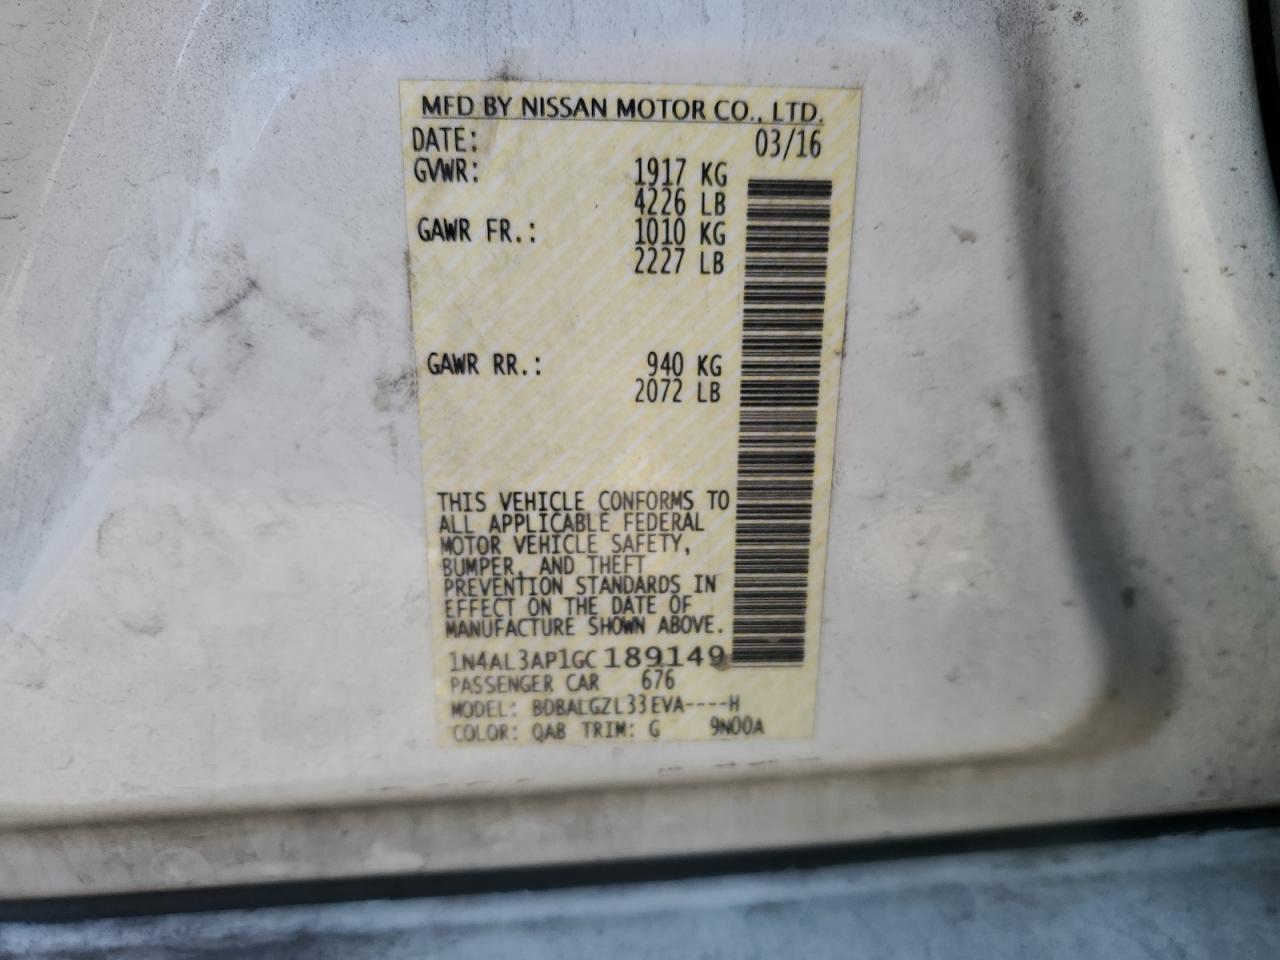 MFD BY NISSAN MOTOR CO., LTD.
DATE: 03/16
GVWR: 1917 KG
4226 LB
GAWR FR.: 1010 KG
2227 LB
GAWR RR.: 940 KG
2072 LB
THIS VEHICLE CONFORMS TO
ALL APPLICABLE FEDERAL
MOTOR VEHICLE SAFETY,
BUMPER, AND THEFT
PREVENTION STANDARDS IN
EFFECT ON THE DATE OF
MANUFACTURE SHOWN ABOVE.
1N4AL3AP1GC189149
PASSENGER CAR 676
MODEL: BDBALGZL33EVA----H
COLOR: QAB TRIM: G 9N00A